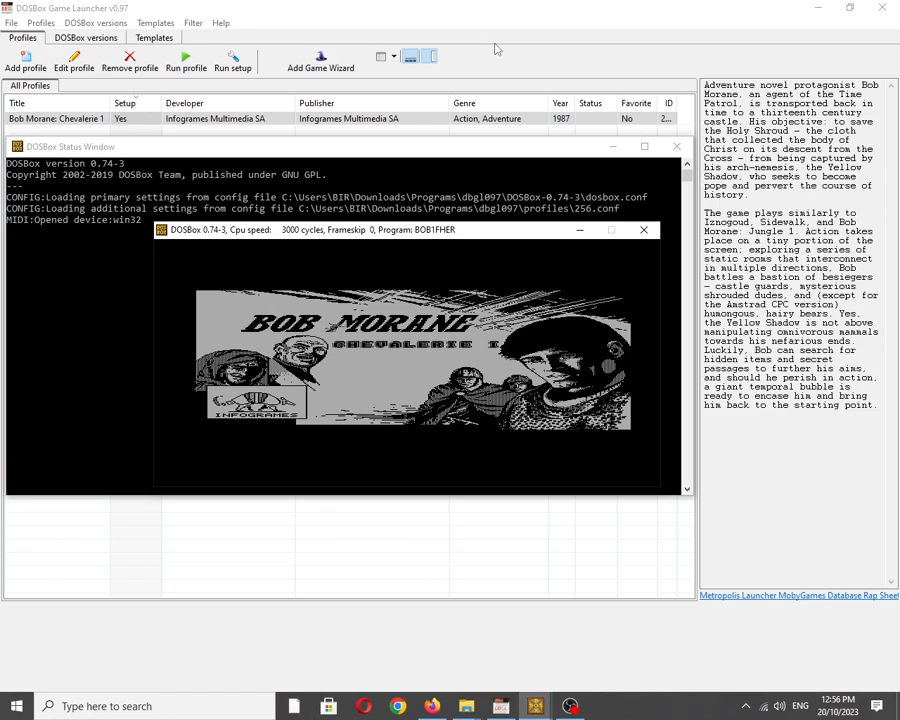 DOSBox Game Launcher v0.97
File Profiles DOSBox versions Templates Filter Help
Profiles DOSBox versions Templates
Add profile Edit profile Remove profile Run profile Run setup Add Game Wizard
All Profiles
Title Setup Developer Publisher Genre Year Status Favorite ID
Bob Morane: Chevalerie 1 Yes Infogrames Multimedia SA Infogrames Multimedia SA Action, Adventure 1987 No 2...
DOSBox Status Window
DOSBox version 0.74-3
Copyright 2002-2019 DOSBox Team, published under GNU GPL.
---
CONFIG:Loading primary settings from config file C:\Users\BIR\Downloads\Programs\dbgl097\DOSBox-0.74-3\dosbox.conf
CONFIG:Loading additional settings from config file C:\Users\BIR\Downloads\Programs\dbgl097\profiles\256.conf
MIDI:Opened device:win32
DOSBox 0.74-3, Cpu speed: 3000 cycles, Frameskip 0, Program: BOB1FHER
BOB MORANE
CHEVALERIE 1
INFOGRAMES
Adventure novel protagonist Bob
Morane, an agent of the Time
Patrol, is transported back in
time to a thirteenth century
castle. His objective: to save
the Holy Shroud – the cloth
that collected the body of
Christ on its descent from the
Cross – from being captured by
his arch-nemesis, the Yellow
Shadow, who seeks to become
pope and pervert the course of
history.
The game plays similarly to
Iznogoud, Sidewalk, and Bob
Morane: Jungle 1. Action takes
place on a tiny portion of the
screen; exploring a series of
static rooms that interconnect
in multiple directions, Bob
battles a bastion of besiegers
– castle guards, mysterious
shrouded dudes, and (except for
the Amstrad CPC version)
humongous, hairy bears. Yes,
the Yellow Shadow is not above
manipulating omnivorous mammals
towards his nefarious ends.
Luckily, Bob can search for
hidden items and secret
passages to further his aims,
and should he perish in action,
a giant temporal bubble is
ready to encase him and bring
him back to the starting point.
Metropolis Launcher MobyGames Database Rap Sheet
Type here to search
ENG
12:56 PM
20/10/2023